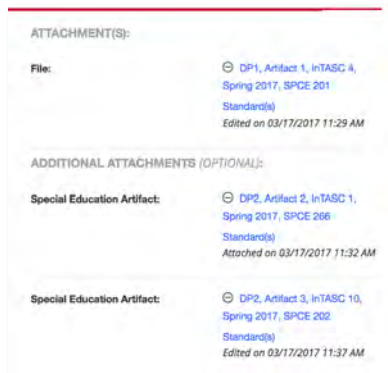 ATTACHMENT(S):
File:
DP1, Artifact 1, InTASC 4,
Spring 2017, SPCE 201
Standard(s)
Edited on 03/17/2017 11:29 AM
ADDITIONAL ATTACHMENTS (OPTIONAL):
Special Education Artifact:
DP2, Artifact 2, InTASC 1,
Spring 2017, SPCE 266
Standard(s)
Attached on 03/17/2017 11:32 AM
Special Education Artifact:
DP2, Artifact 3, InTASC 10,
Spring 2017, SPCE 202
Standard(s)
Edited on 03/17/2017 11:37 AM